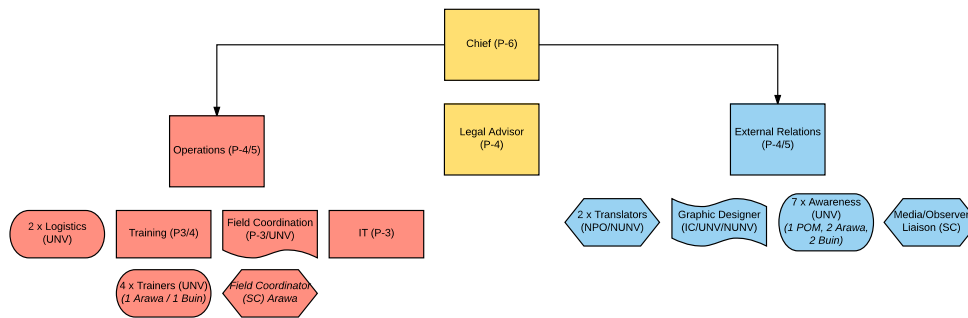 Chief (P-6)
Legal Advisor
(P-4)
Operations (P-4/5)
External Relations
(P-4/5)
2 x Logistics
(UNV)
Training (P3/4)
Field Coordination
(P-3/UNV)
IT (P-3)
2 x Translators
(NPO/NUNV)
Graphic Designer
(IC/UNV/NUNV)
7 x Awareness
(UNV)
(1 POM, 2 Arawa,
2 Buin)
Media/Observer
Liaison (SC)
4 x Trainers (UNV)
(1 Arawa / 1 Buin)
Field Coordinator
(SC) Arawa